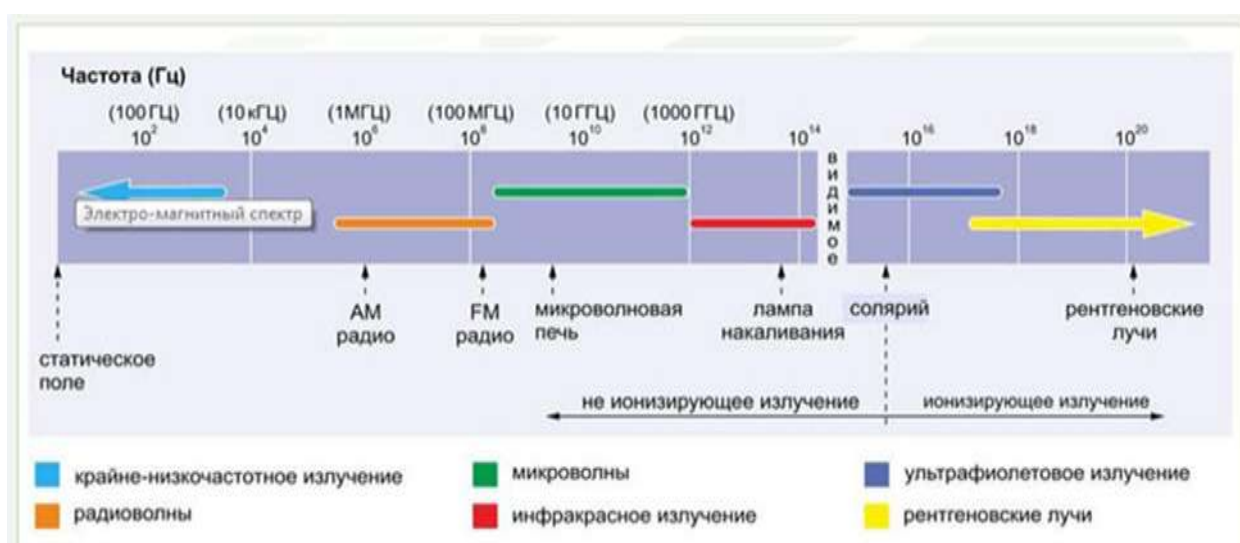 Частота (Гц)
(100 ГЦ) (10 кГЦ) (1МГЦ) (100 МГЦ) (10 ГГЦ) (1000 ГГЦ)
10² 10⁴ 10⁶ 10⁸ 10¹⁰ 10¹² 10¹⁴ 10¹⁶ 10¹⁸ 10²⁰
видимое
Электро-магнитный спектр
статическое
поле
АМ
радио
FM
радио
микроволновая
печь
лампа
накаливания
солярий
рентгеновские
лучи
не ионизирующее излучение
ионизирующее излучение
крайне-низкочастотное излучение
радиоволны
микроволны
инфракрасное излучение
ультрафиолетовое излучение
рентгеновские лучи